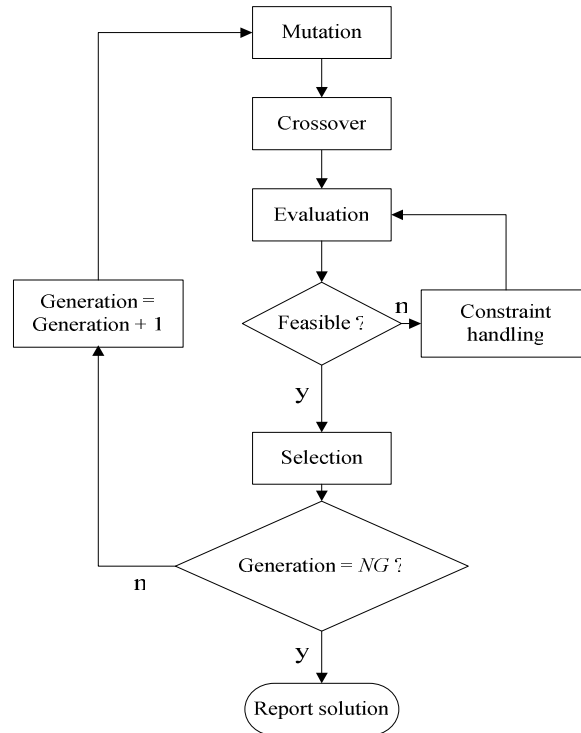 Mutation
Crossover
Evaluation
Generation =
Generation + 1
Feasible ?
n
Constraint
handling
y
Selection
Generation = NG ?
n
y
Report solution